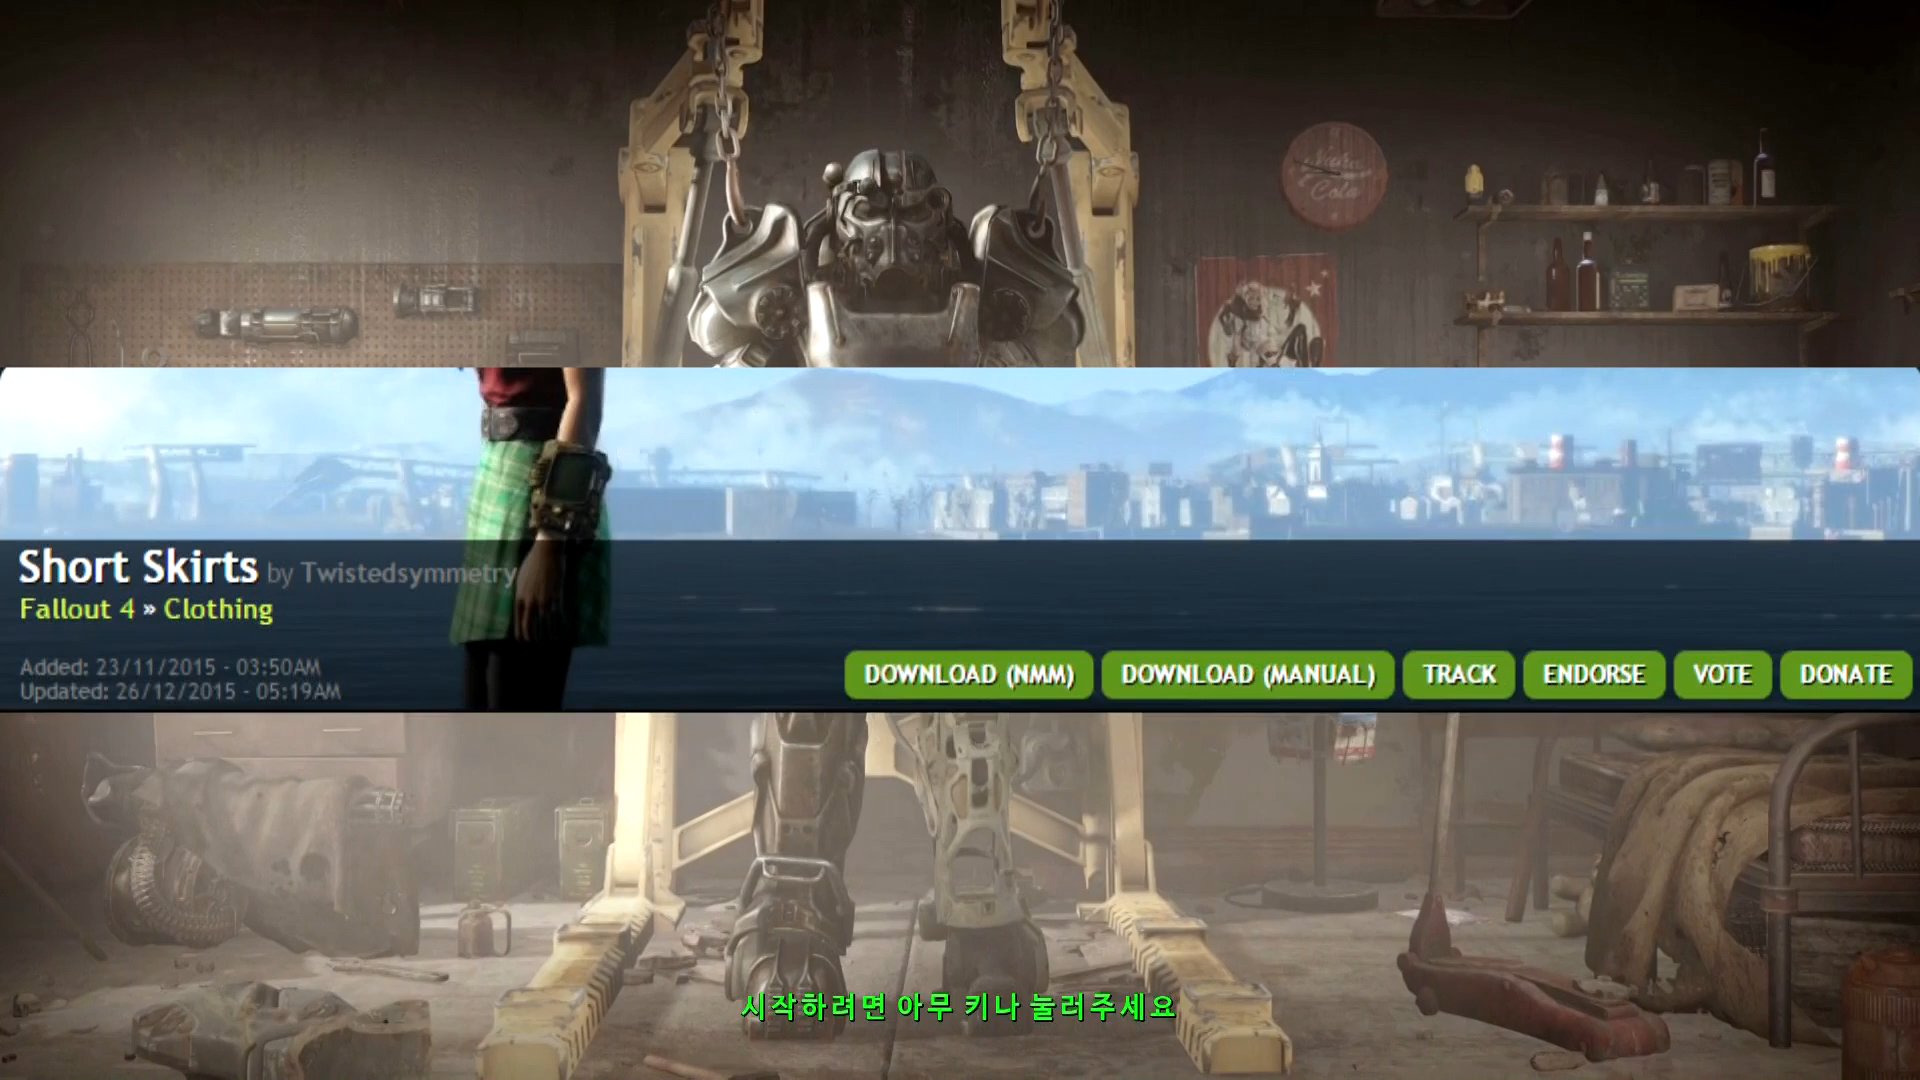 Nuka
Cola
Short Skirts by Twistedsymmetry
Fallout 4 » Clothing
Added: 23/11/2015 - 03:50AM
Updated: 26/12/2015 - 05:19AM
DOWNLOAD (NMM) DOWNLOAD (MANUAL) TRACK ENDORSE VOTE DONATE
시작하려면 아무 키나 눌러주세요